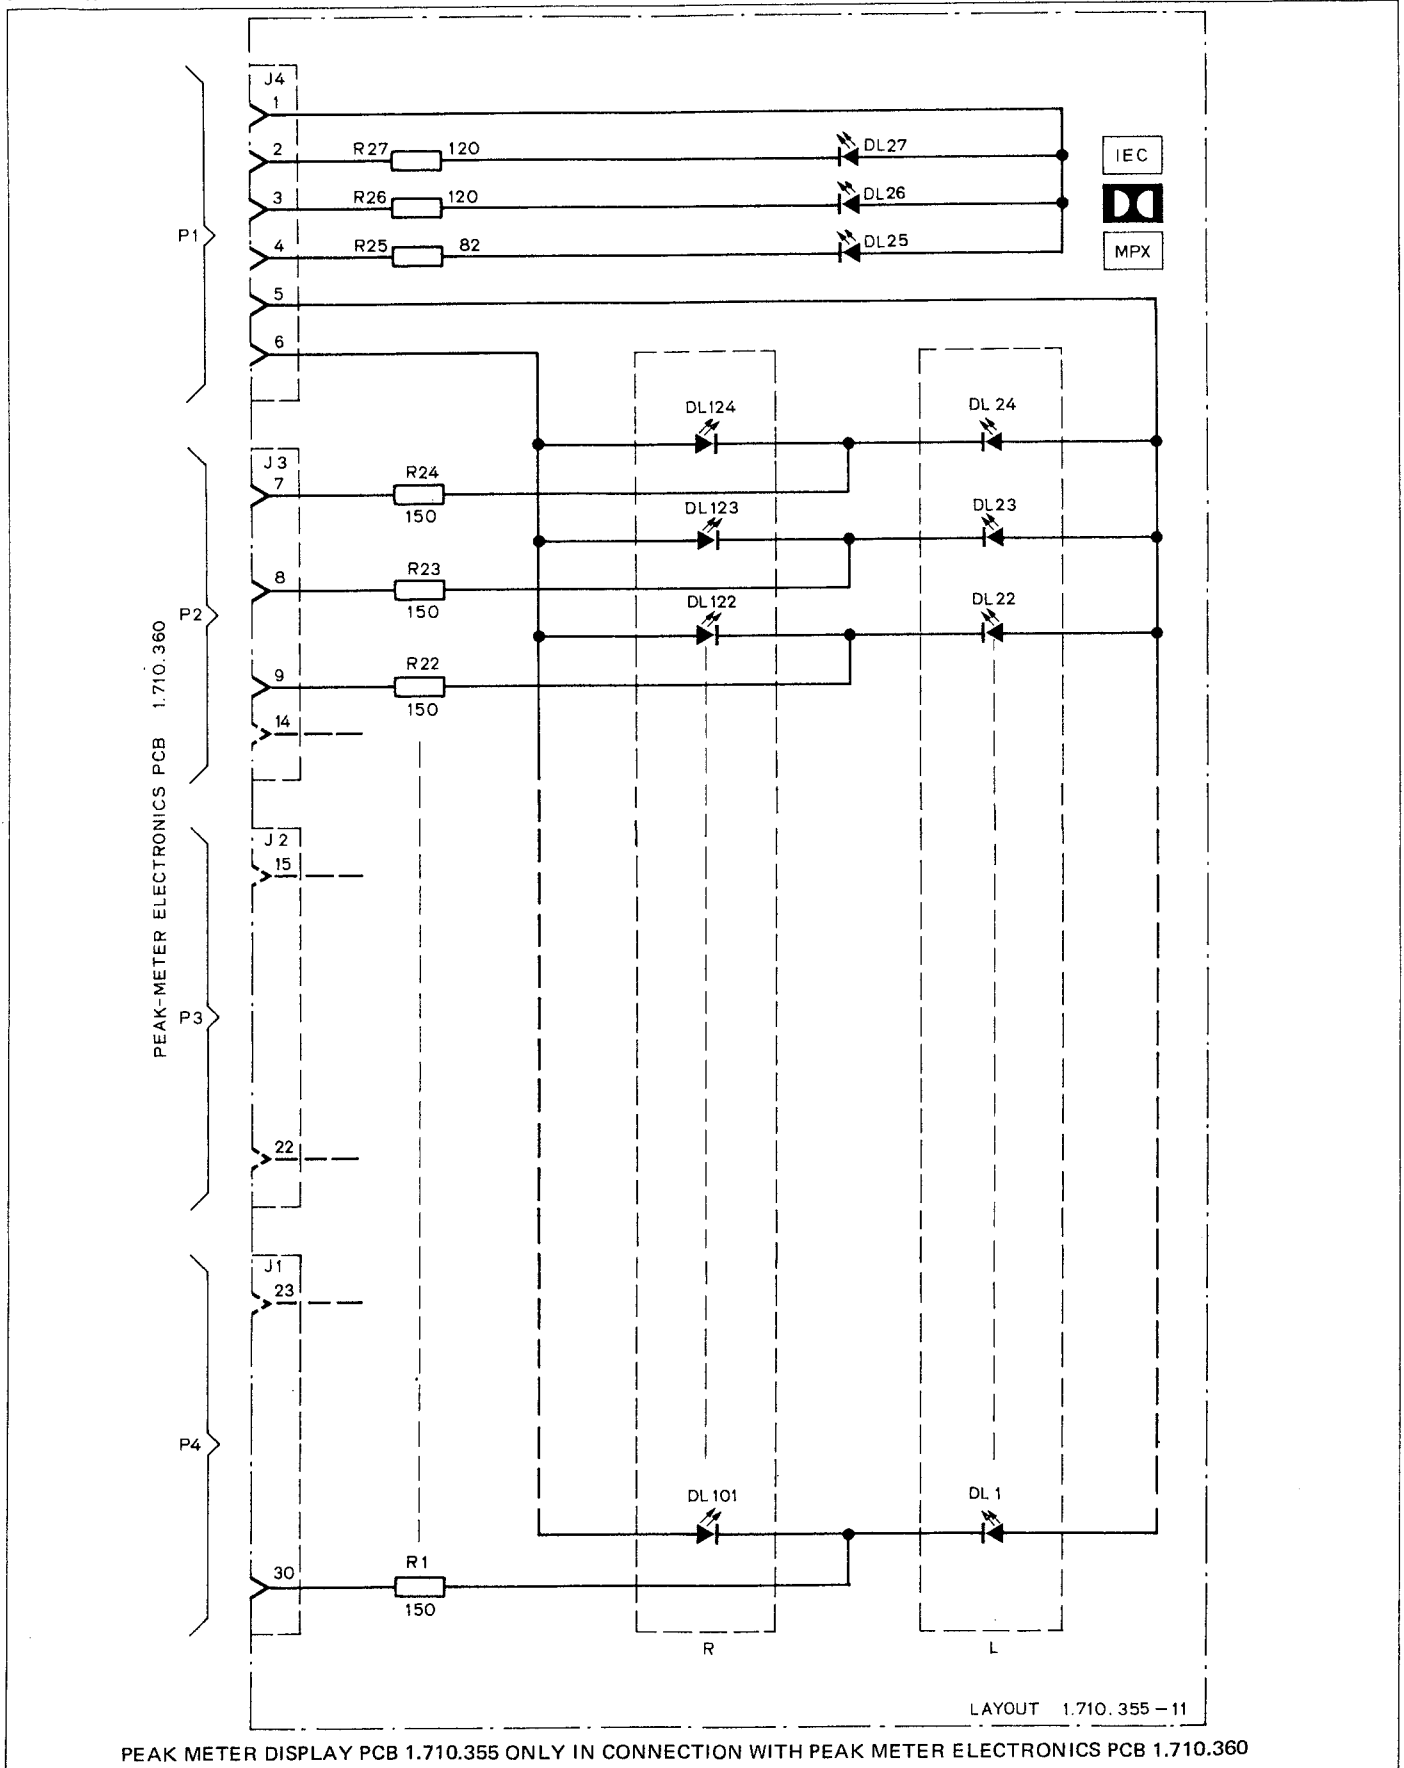 J4
1
2 R27 120 DL27 IEC
3 R26 120 DL26
4 R25 82 DL25 MPX
P1
5
6
DL124 DL 24
J3
7 R24
150
DL123 DL23
8 R23
150
P2
DL122 DL22
9 R22
150
14
PEAK-METER ELECTRONICS PCB 1.710.360
J2
15
P3
22
J1
23
P4
DL101 DL1
30 R1
150
R L
LAYOUT 1.710.355-11
PEAK METER DISPLAY PCB 1.710.355 ONLY IN CONNECTION WITH PEAK METER ELECTRONICS PCB 1.710.360